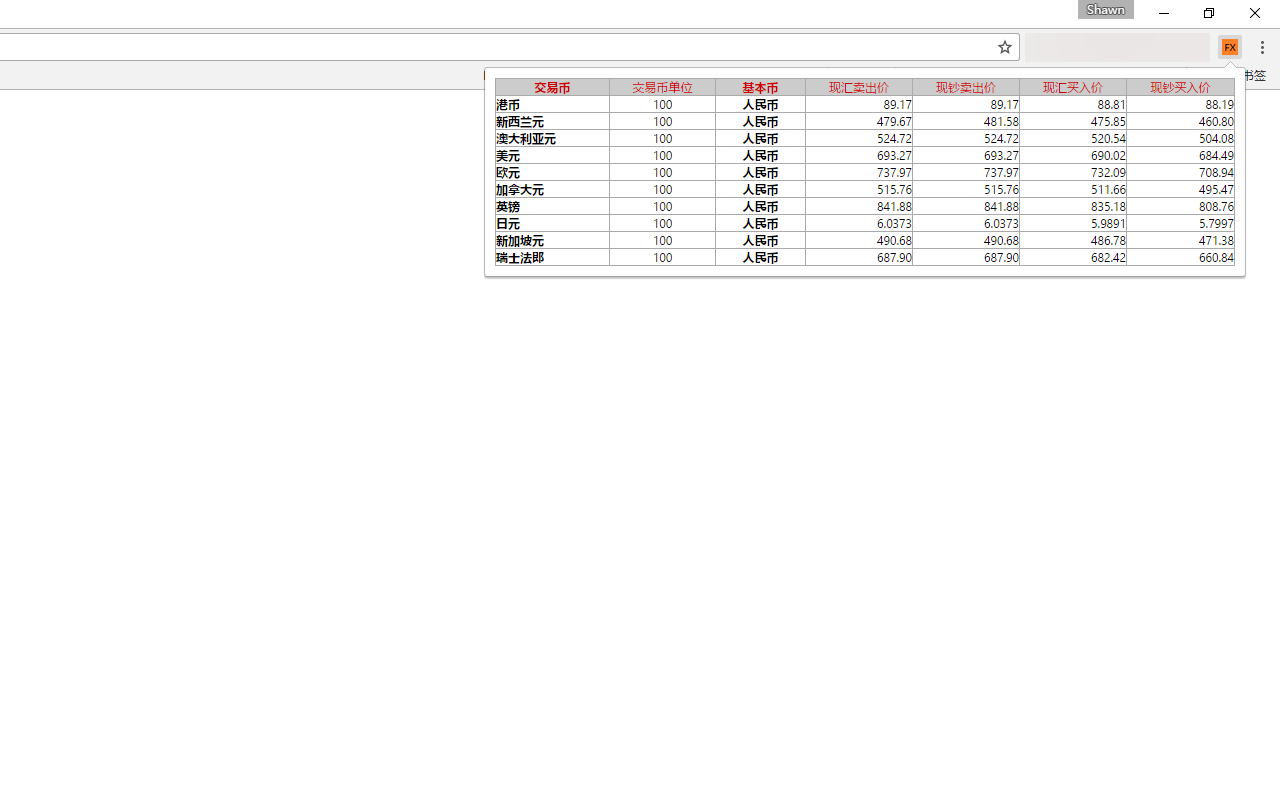 Shawn
FX
书签
交易币 交易币单位 基本币 现汇卖出价 现钞卖出价 现汇买入价 现钞买入价
港币 100 人民币 89.17 89.17 88.81 88.19
新西兰元 100 人民币 479.67 481.58 475.85 460.80
澳大利亚元 100 人民币 524.72 524.72 520.54 504.08
美元 100 人民币 693.27 693.27 690.02 684.49
欧元 100 人民币 737.97 737.97 732.09 708.94
加拿大元 100 人民币 515.76 515.76 511.66 495.47
英镑 100 人民币 841.88 841.88 835.18 808.76
日元 100 人民币 6.0373 6.0373 5.9891 5.7997
新加坡元 100 人民币 490.68 490.68 486.78 471.38
瑞士法郎 100 人民币 687.90 687.90 682.42 660.84